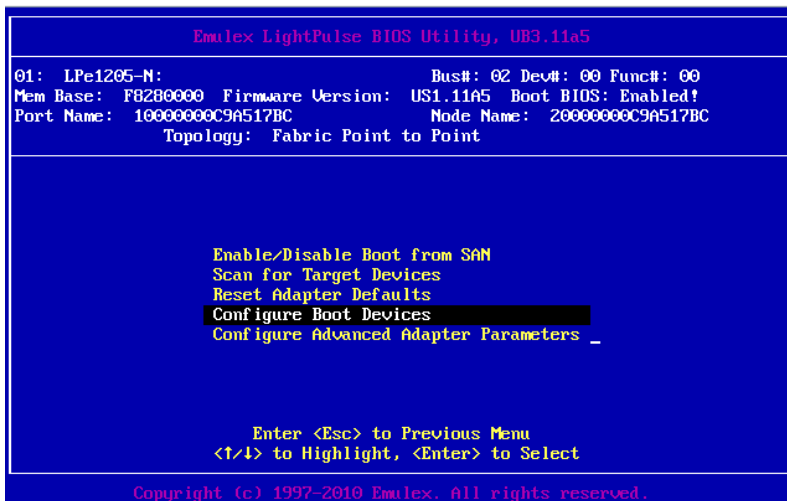 Emulex LightPulse BIOS Utility, UB3.11a5
01: LPe1205-N: Bus#: 02 Dev#: 00 Func#: 00
Mem Base: F8280000 Firmware Version: US1.11A5 Boot BIOS: Enabled!
Port Name: 10000000C9A517BC Node Name: 20000000C9A517BC
Topology: Fabric Point to Point
Enable/Disable Boot from SAN
Scan for Target Devices
Reset Adapter Defaults
Configure Boot Devices
Configure Advanced Adapter Parameters _
Enter <Esc> to Previous Menu
<↑/↓> to Highlight, <Enter> to Select
Copyright (c) 1997-2010 Emulex. All rights reserved.